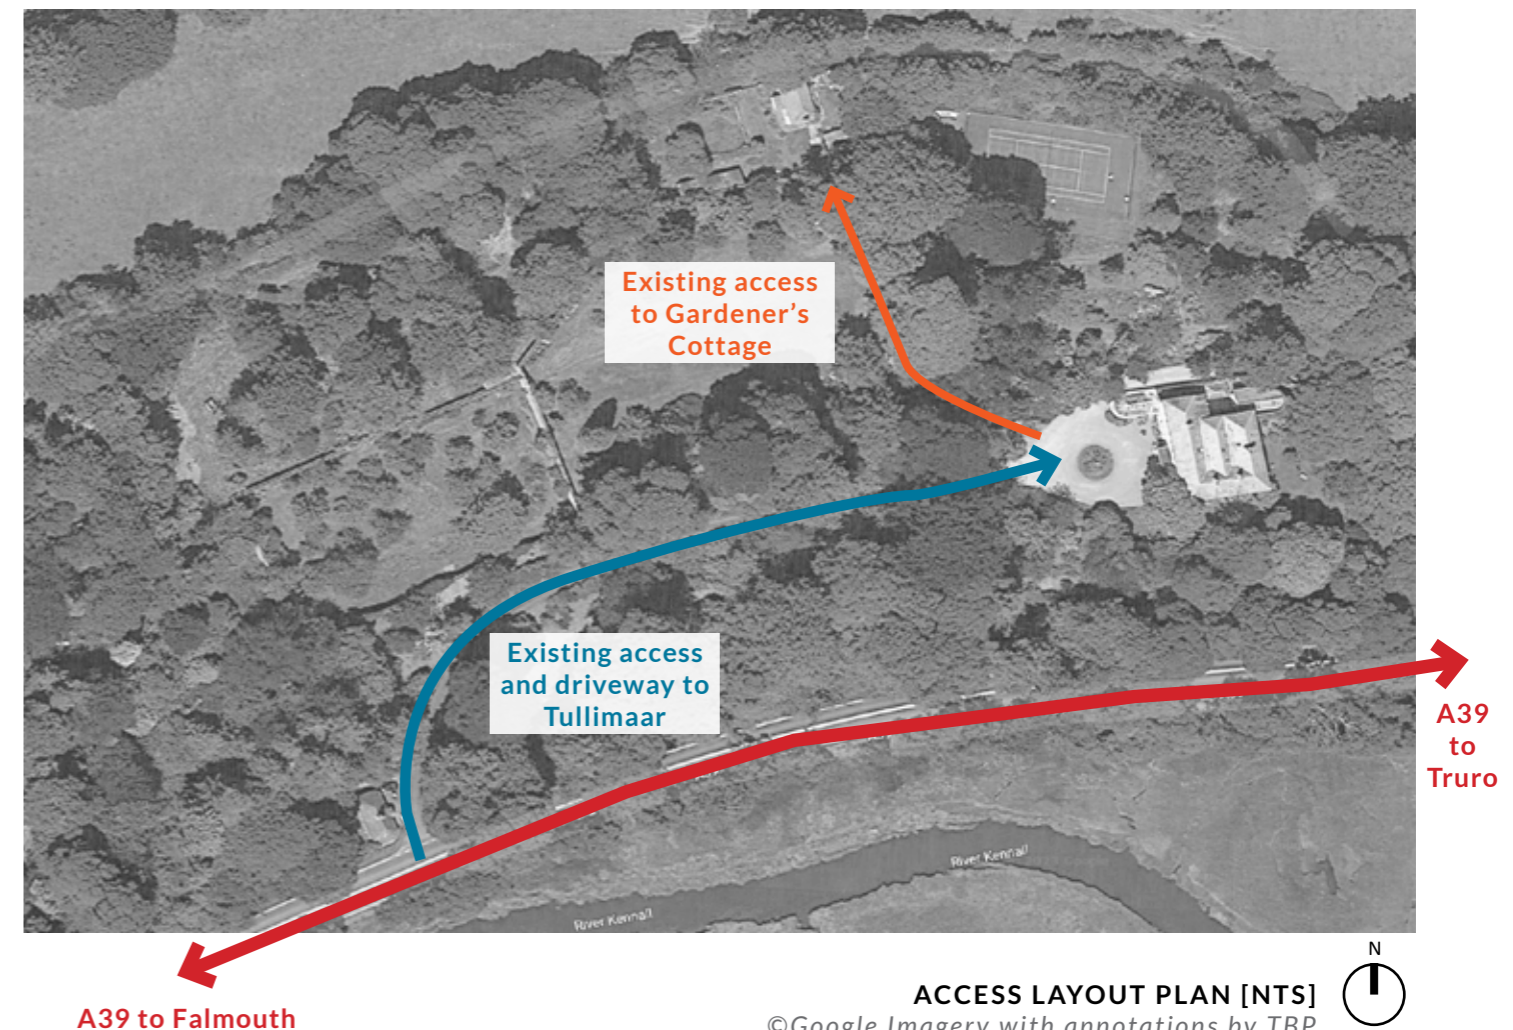 Existing access
to Gardener’s
Cottage
Existing access
and driveway to
Tullimaar
A39
to
Truro
River Kennall
River Kennall
A39 to Falmouth
N
ACCESS LAYOUT PLAN [NTS]
©Google Imagery with annotations by TBP